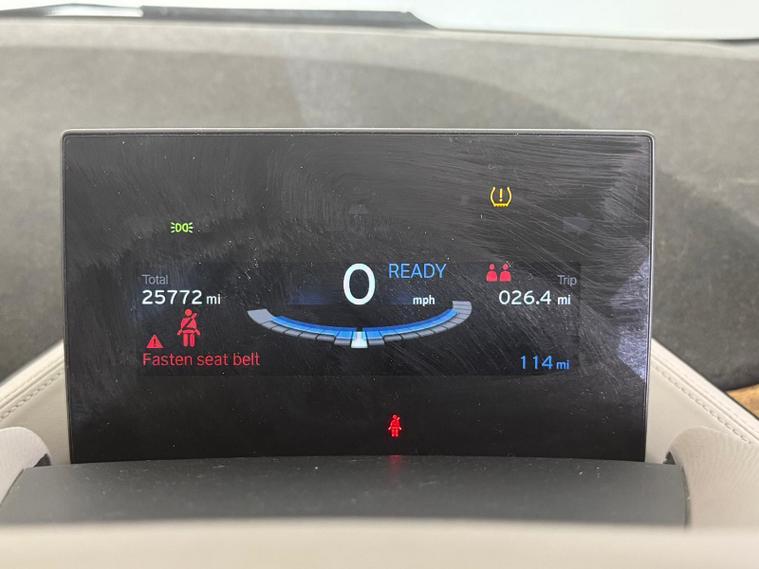 READY
Total
0
Trip
25772 mi
mph
026.4 mi
Fasten seat belt
114 mi